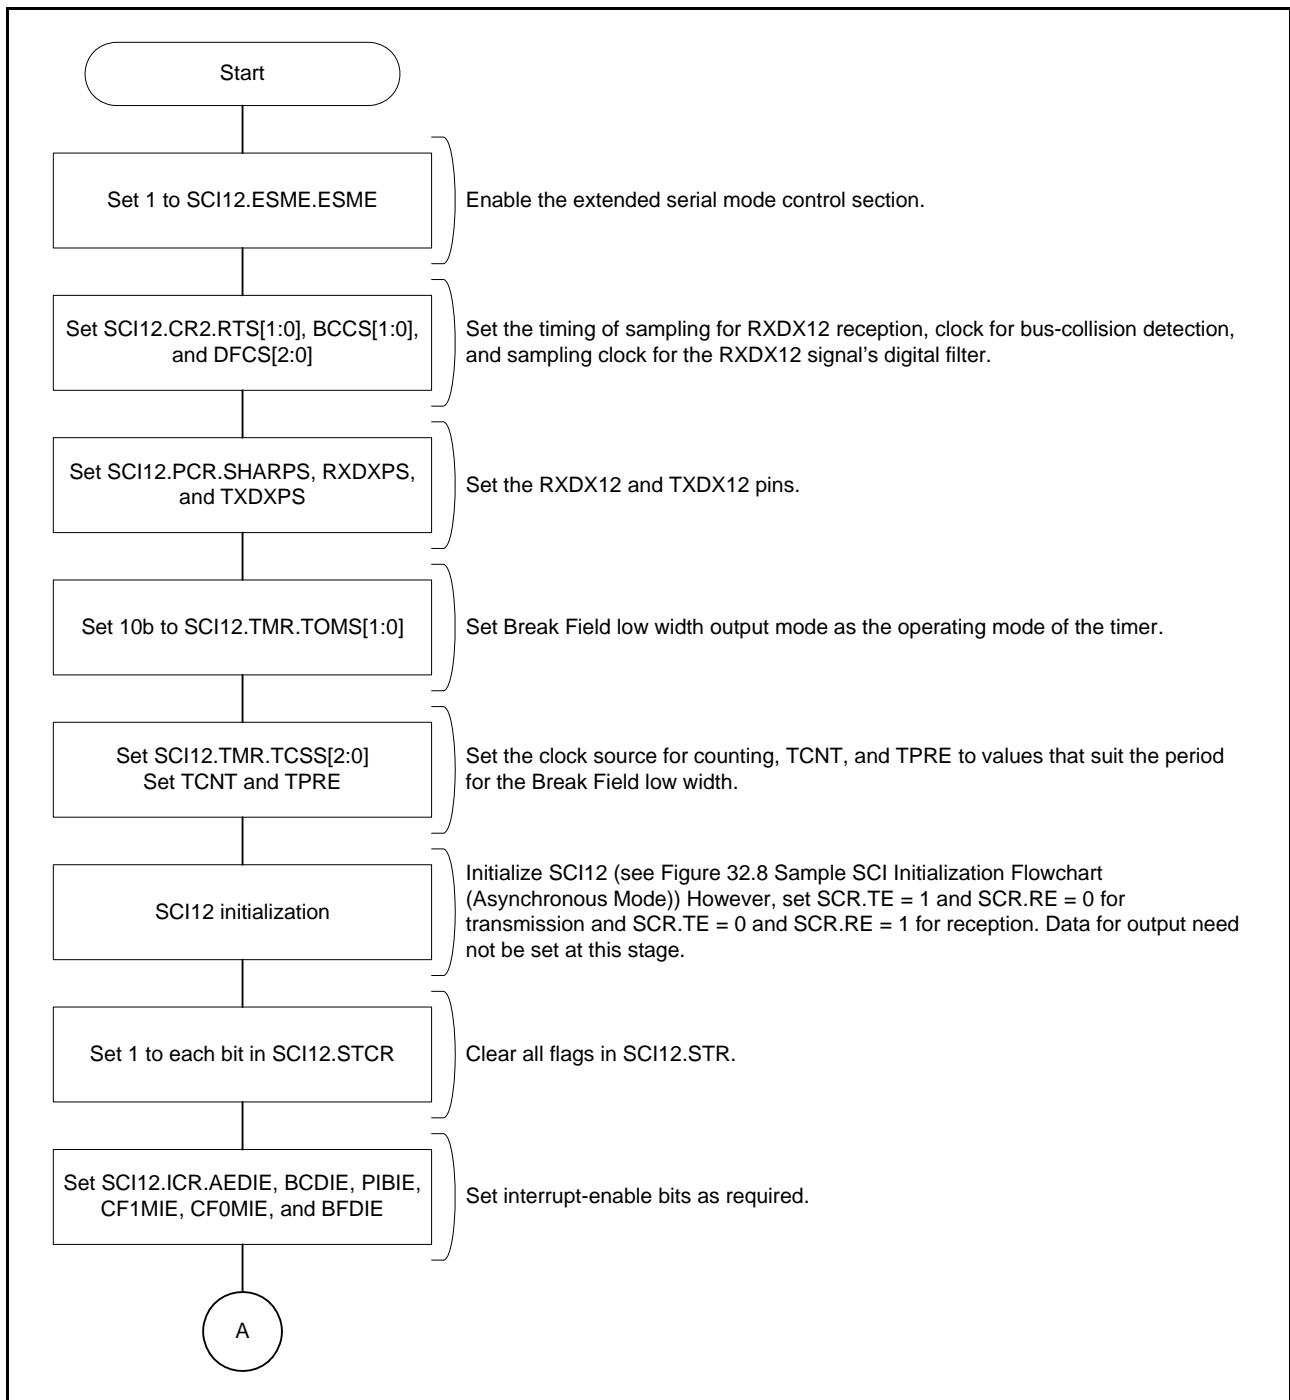 Start
Set 1 to SCI12.ESME.ESME
Enable the extended serial mode control section.
Set SCI12.CR2.RTS[1:0], BCCS[1:0],
and DFCS[2:0]
Set the timing of sampling for RXDX12 reception, clock for bus-collision detection,
and sampling clock for the RXDX12 signal's digital filter.
Set SCI12.PCR.SHARPS, RXDXPS,
and TXDXPS
Set the RXDX12 and TXDX12 pins.
Set 10b to SCI12.TMR.TOMS[1:0]
Set Break Field low width output mode as the operating mode of the timer.
Set SCI12.TMR.TCSS[2:0]
Set TCNT and TPRE
Set the clock source for counting, TCNT, and TPRE to values that suit the period
for the Break Field low width.
SCI12 initialization
Initialize SCI12 (see Figure 32.8 Sample SCI Initialization Flowchart
(Asynchronous Mode)) However, set SCR.TE = 1 and SCR.RE = 0 for
transmission and SCR.TE = 0 and SCR.RE = 1 for reception. Data for output need
not be set at this stage.
Set 1 to each bit in SCI12.STCR
Clear all flags in SCI12.STR.
Set SCI12.ICR.AEDIE, BCDIE, PIBIE,
CF1MIE, CF0MIE, and BFDIE
Set interrupt-enable bits as required.
A